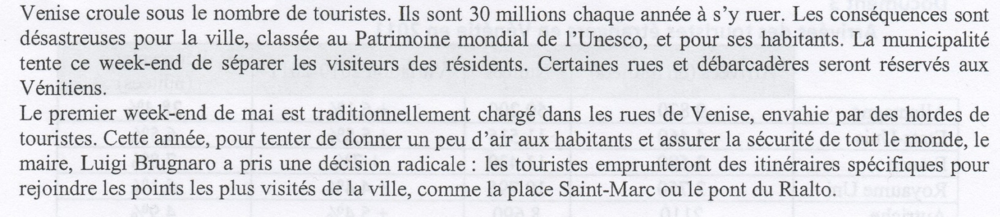 Venise croule sous le nombre de touristes. Ils sont 30 millions chaque année à s'y ruer. Les conséquences sont
désastreuses pour la ville, classée au Patrimoine mondial de l'Unesco, et pour ses habitants. La municipalité
tente ce week-end de séparer les visiteurs des résidents. Certaines rues et débarcadères seront réservés aux
Vénitiens.
Le premier week-end de mai est traditionnellement chargé dans les rues de Venise, envahie par des hordes de
touristes. Cette année, pour tenter de donner un peu d'air aux habitants et assurer la sécurité de tout le monde, le
maire, Luigi Brugnaro a pris une décision radicale : les touristes emprunteront des itinéraires spécifiques pour
rejoindre les points les plus visités de la ville, comme la place Saint-Marc ou le pont du Rialto.